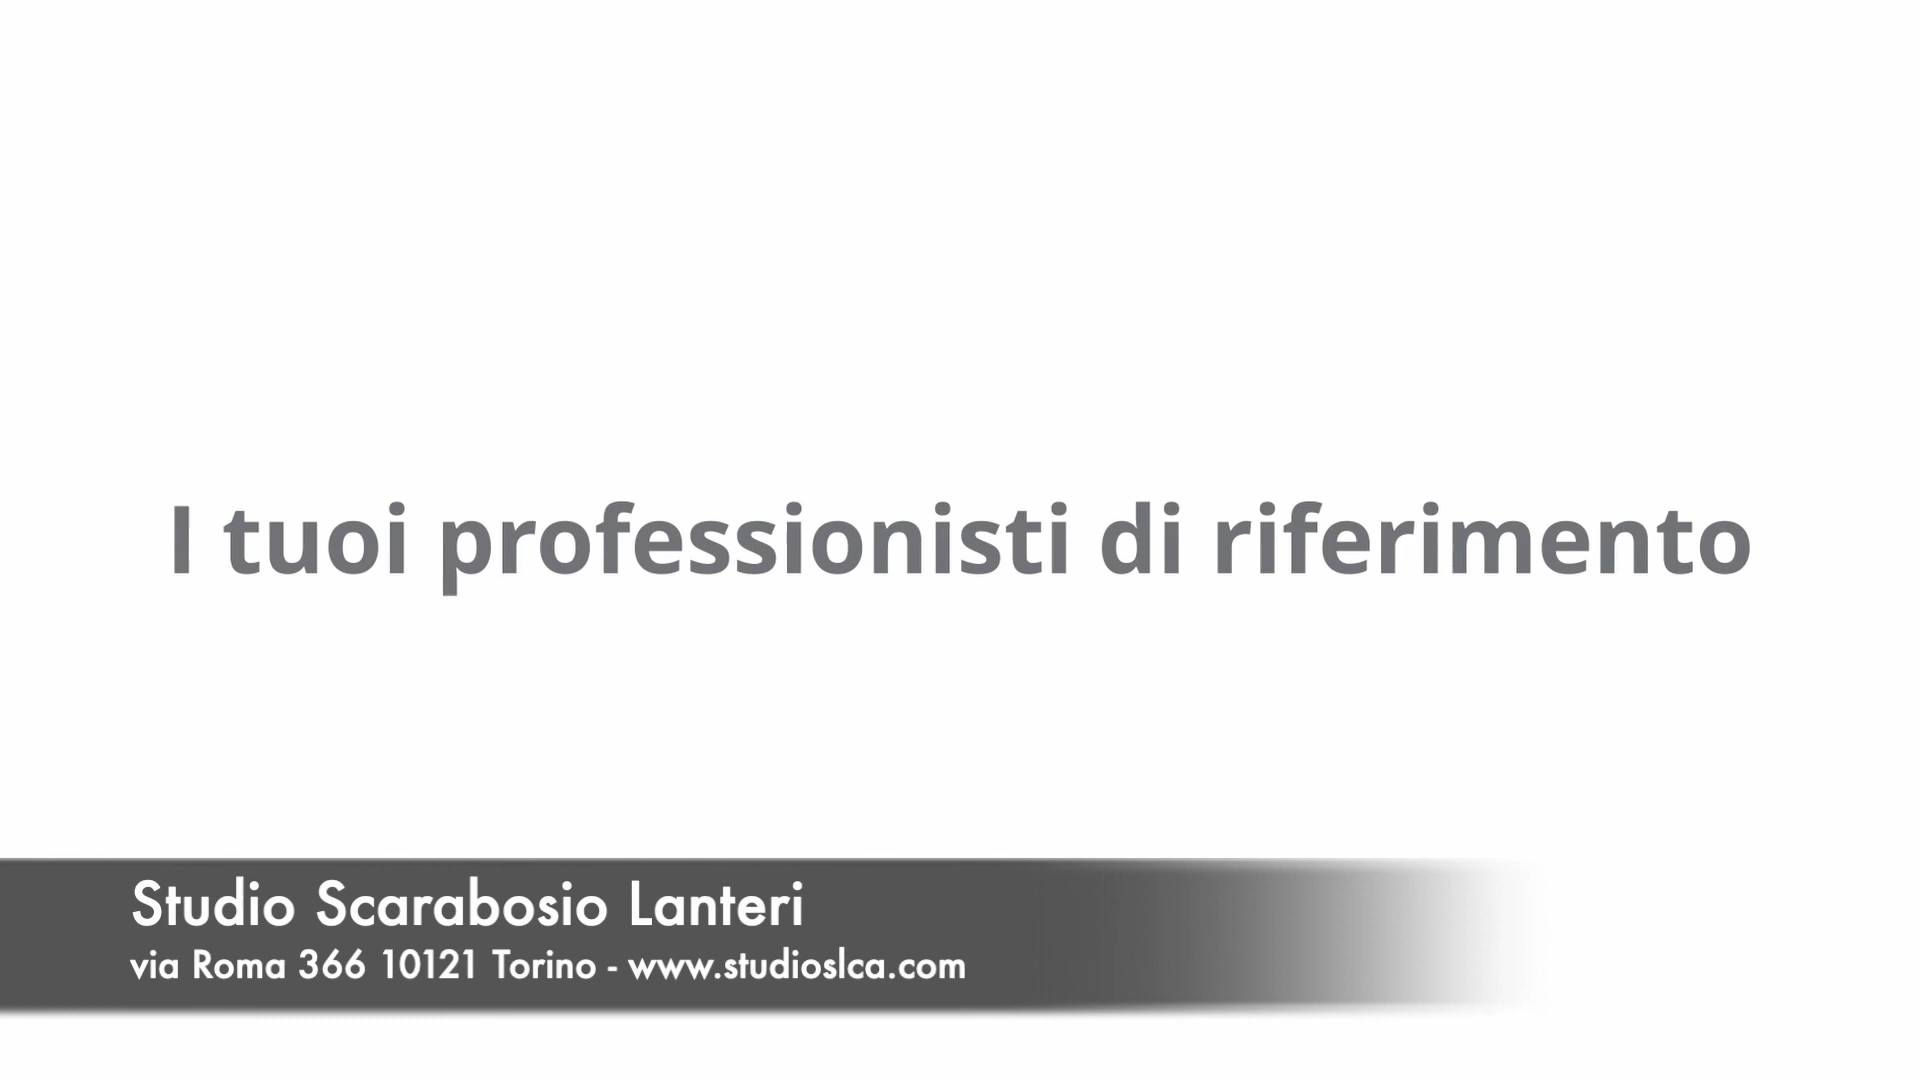 I tuoi professionisti di riferimento
Studio Scarabosio Lanteri
via Roma 366 10121 Torino - www.studioslca.com